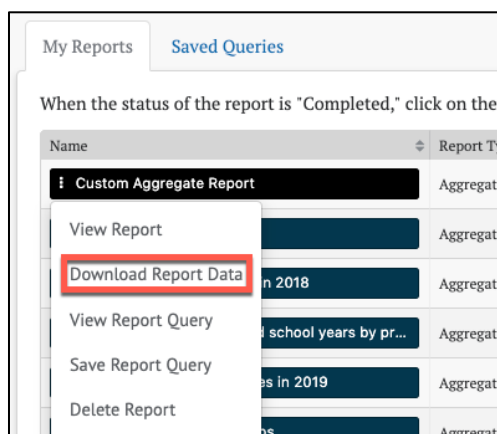 My Reports Saved Queries
When the status of the report is "Completed," click on the
Name Report T
⋮ Custom Aggregate Report Aggregat
View Report Aggregat
Download Report Data n 2018 Aggregat
View Report Query school years by pr... Aggregat
Save Report Query es in 2019 Aggregat
Delete Report